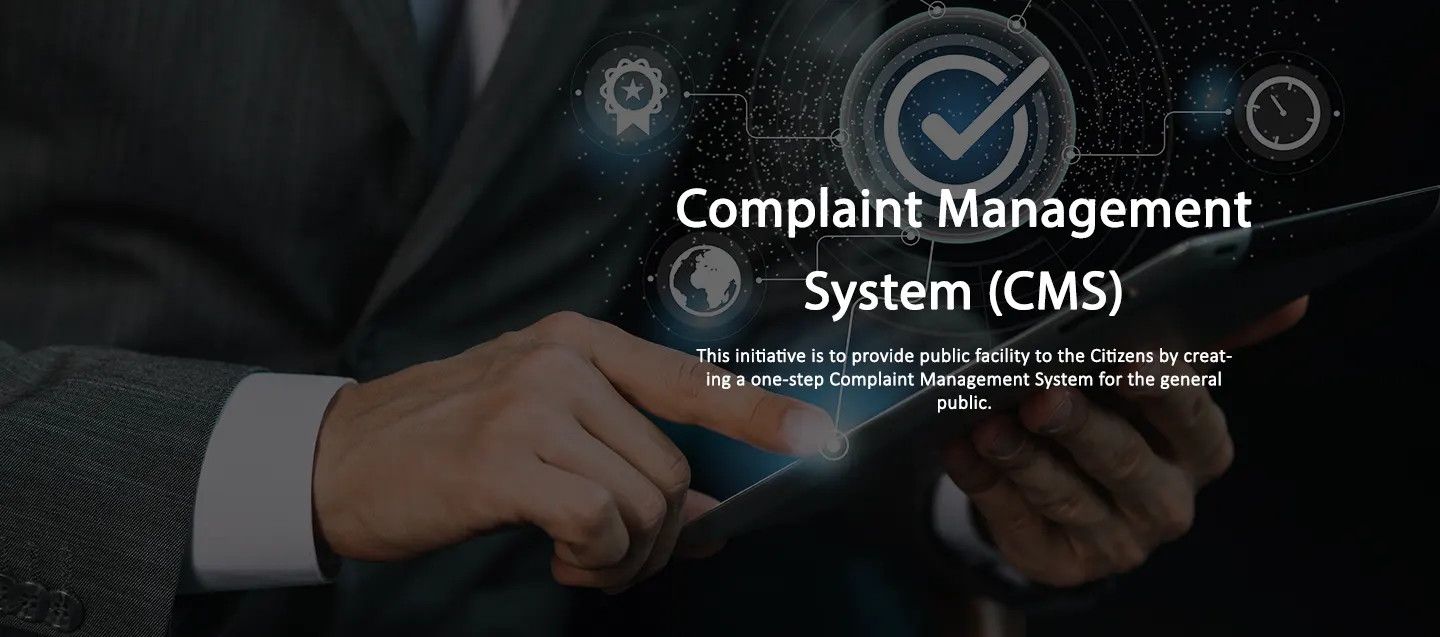 Complaint Management
System (CMS)
This initiative is to provide public facility to the Citizens by creat-
ing a one-step Complaint Management System for the general
public.